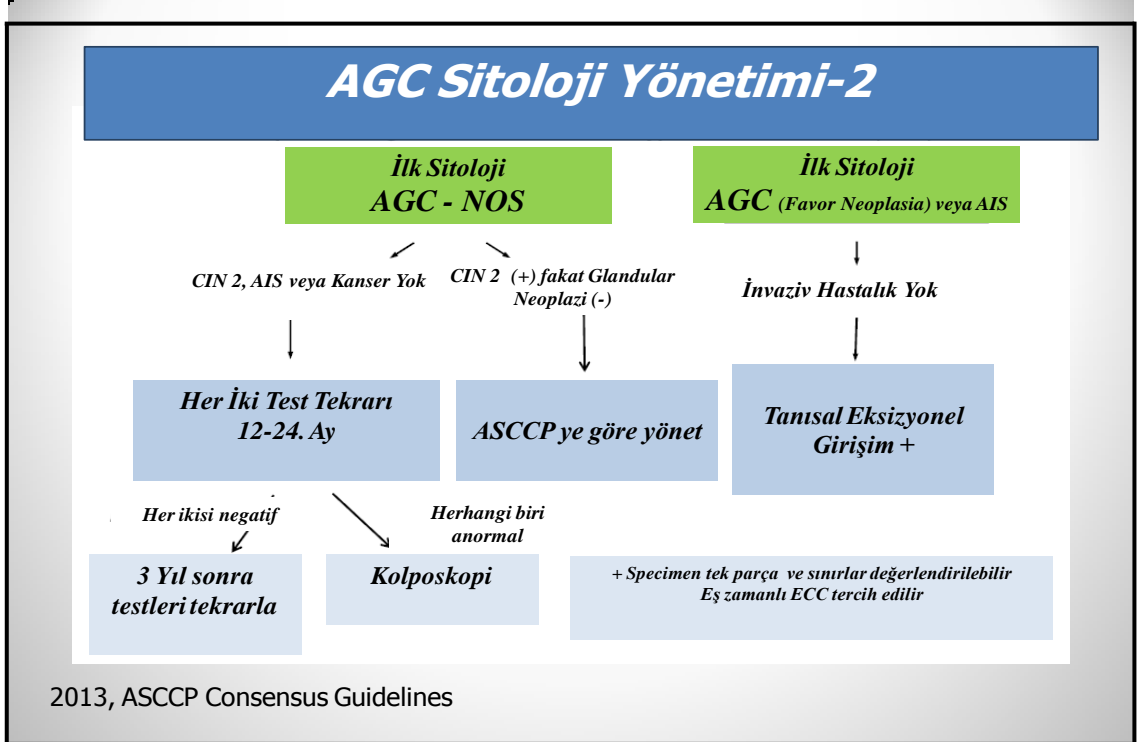 AGC Sitoloji Yönetimi-2
İlk Sitoloji
AGC - NOS
İlk Sitoloji
AGC (Favor Neoplasia) veya AIS
CIN 2, AIS veya Kanser Yok
CIN 2 (+) fakat Glandular
Neoplazi (-)
İnvaziv Hastalık Yok
Her İki Test Tekrarı
12-24. Ay
ASCCP ye göre yönet
Tanısal Eksizyonel
Girişim +
Her ikisi negatif
Herhangi biri
anormal
3 Yıl sonra
testleri tekrarla
Kolposkopi
+ Specimen tek parça ve sınırlar değerlendirilebilir
Eş zamanlı ECC tercih edilir
2013, ASCCP Consensus Guidelines